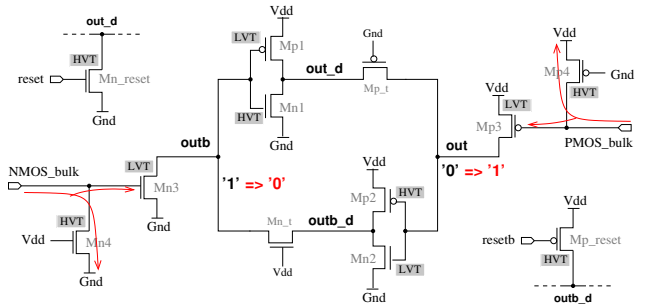 out_d
HVT
reset
Mn_reset
Gnd
Vdd
LVT
Mp1
HVT
Mn1
Gnd
out_d
Gnd
Mp_t
Vdd
Mp4
Gnd
HVT
Vdd
LVT
Mp3
PMOS_bulk
outb
out
'1' => '0'
'0' => '1'
NMOS_bulk
LVT
Mn3
Gnd
HVT
Vdd
Mn4
Gnd
Mn_t
Vdd
outb_d
Vdd
Mp2
HVT
Mn2
LVT
Gnd
Vdd
resetb
Mp_reset
HVT
outb_d